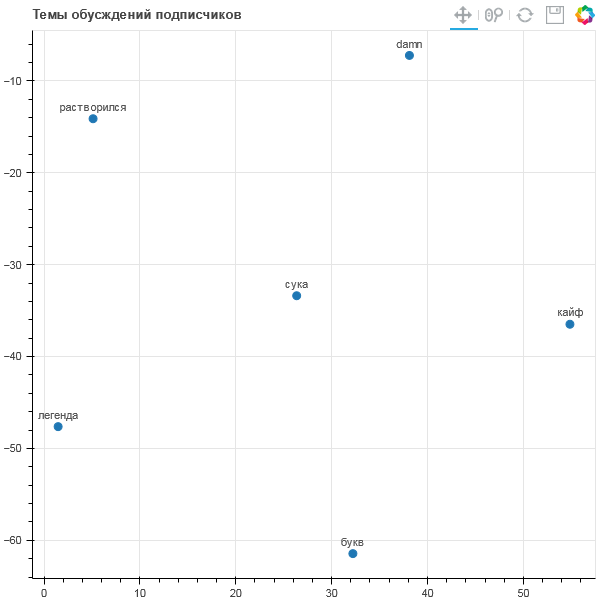 Темы обсуждений подписчиков
damn
растворился
сука
кайф
легенда
букв
−10
−20
−30
−40
−50
−60
0 10 20 30 40 50